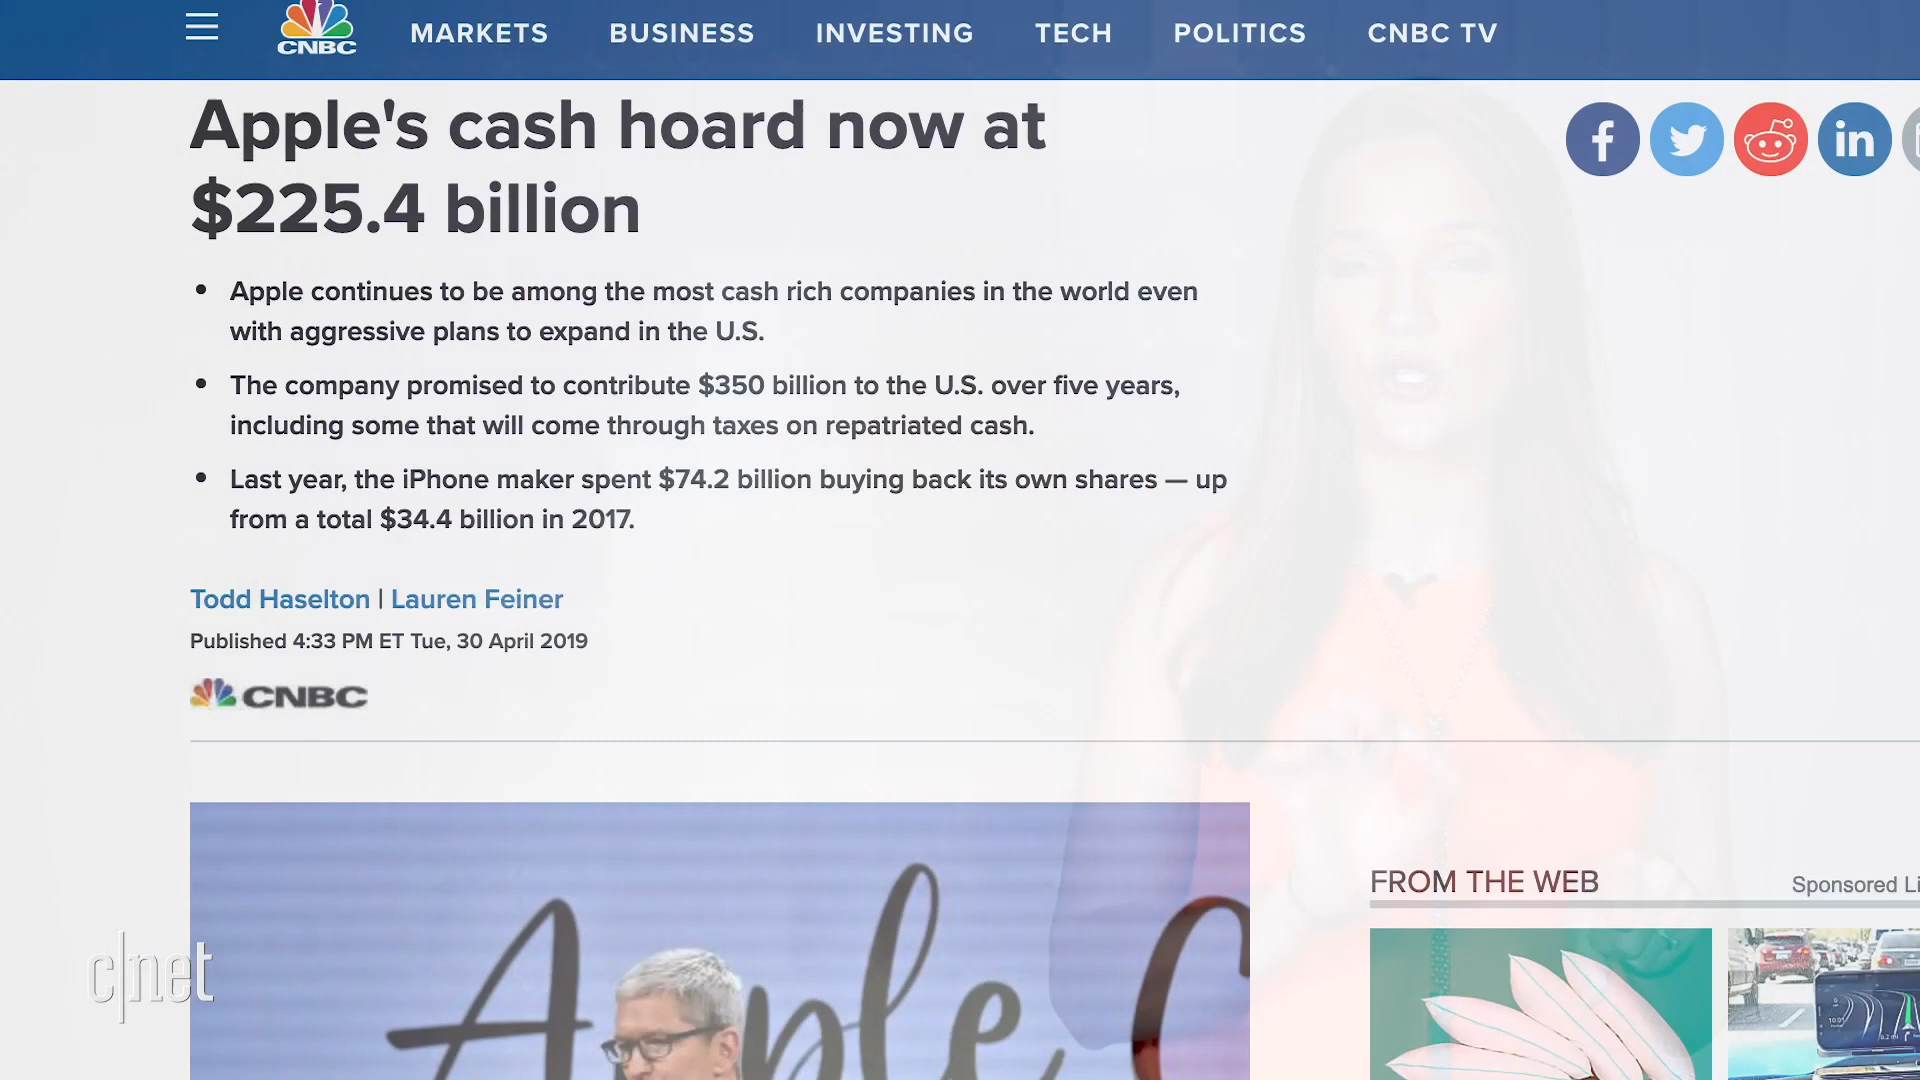 CNBC
MARKETS BUSINESS INVESTING TECH POLITICS CNBC TV
Apple's cash hoard now at
$225.4 billion
Apple continues to be among the most cash rich companies in the world even
with aggressive plans to expand in the U.S.
The company promised to contribute $350 billion to the U.S. over five years,
including some that will come through taxes on repatriated cash.
Last year, the iPhone maker spent $74.2 billion buying back its own shares — up
from a total $34.4 billion in 2017.
Todd Haselton | Lauren Feiner
Published 4:33 PM ET Tue, 30 April 2019
CNBC
FROM THE WEB
Sponsored Li
Apple C
c|net